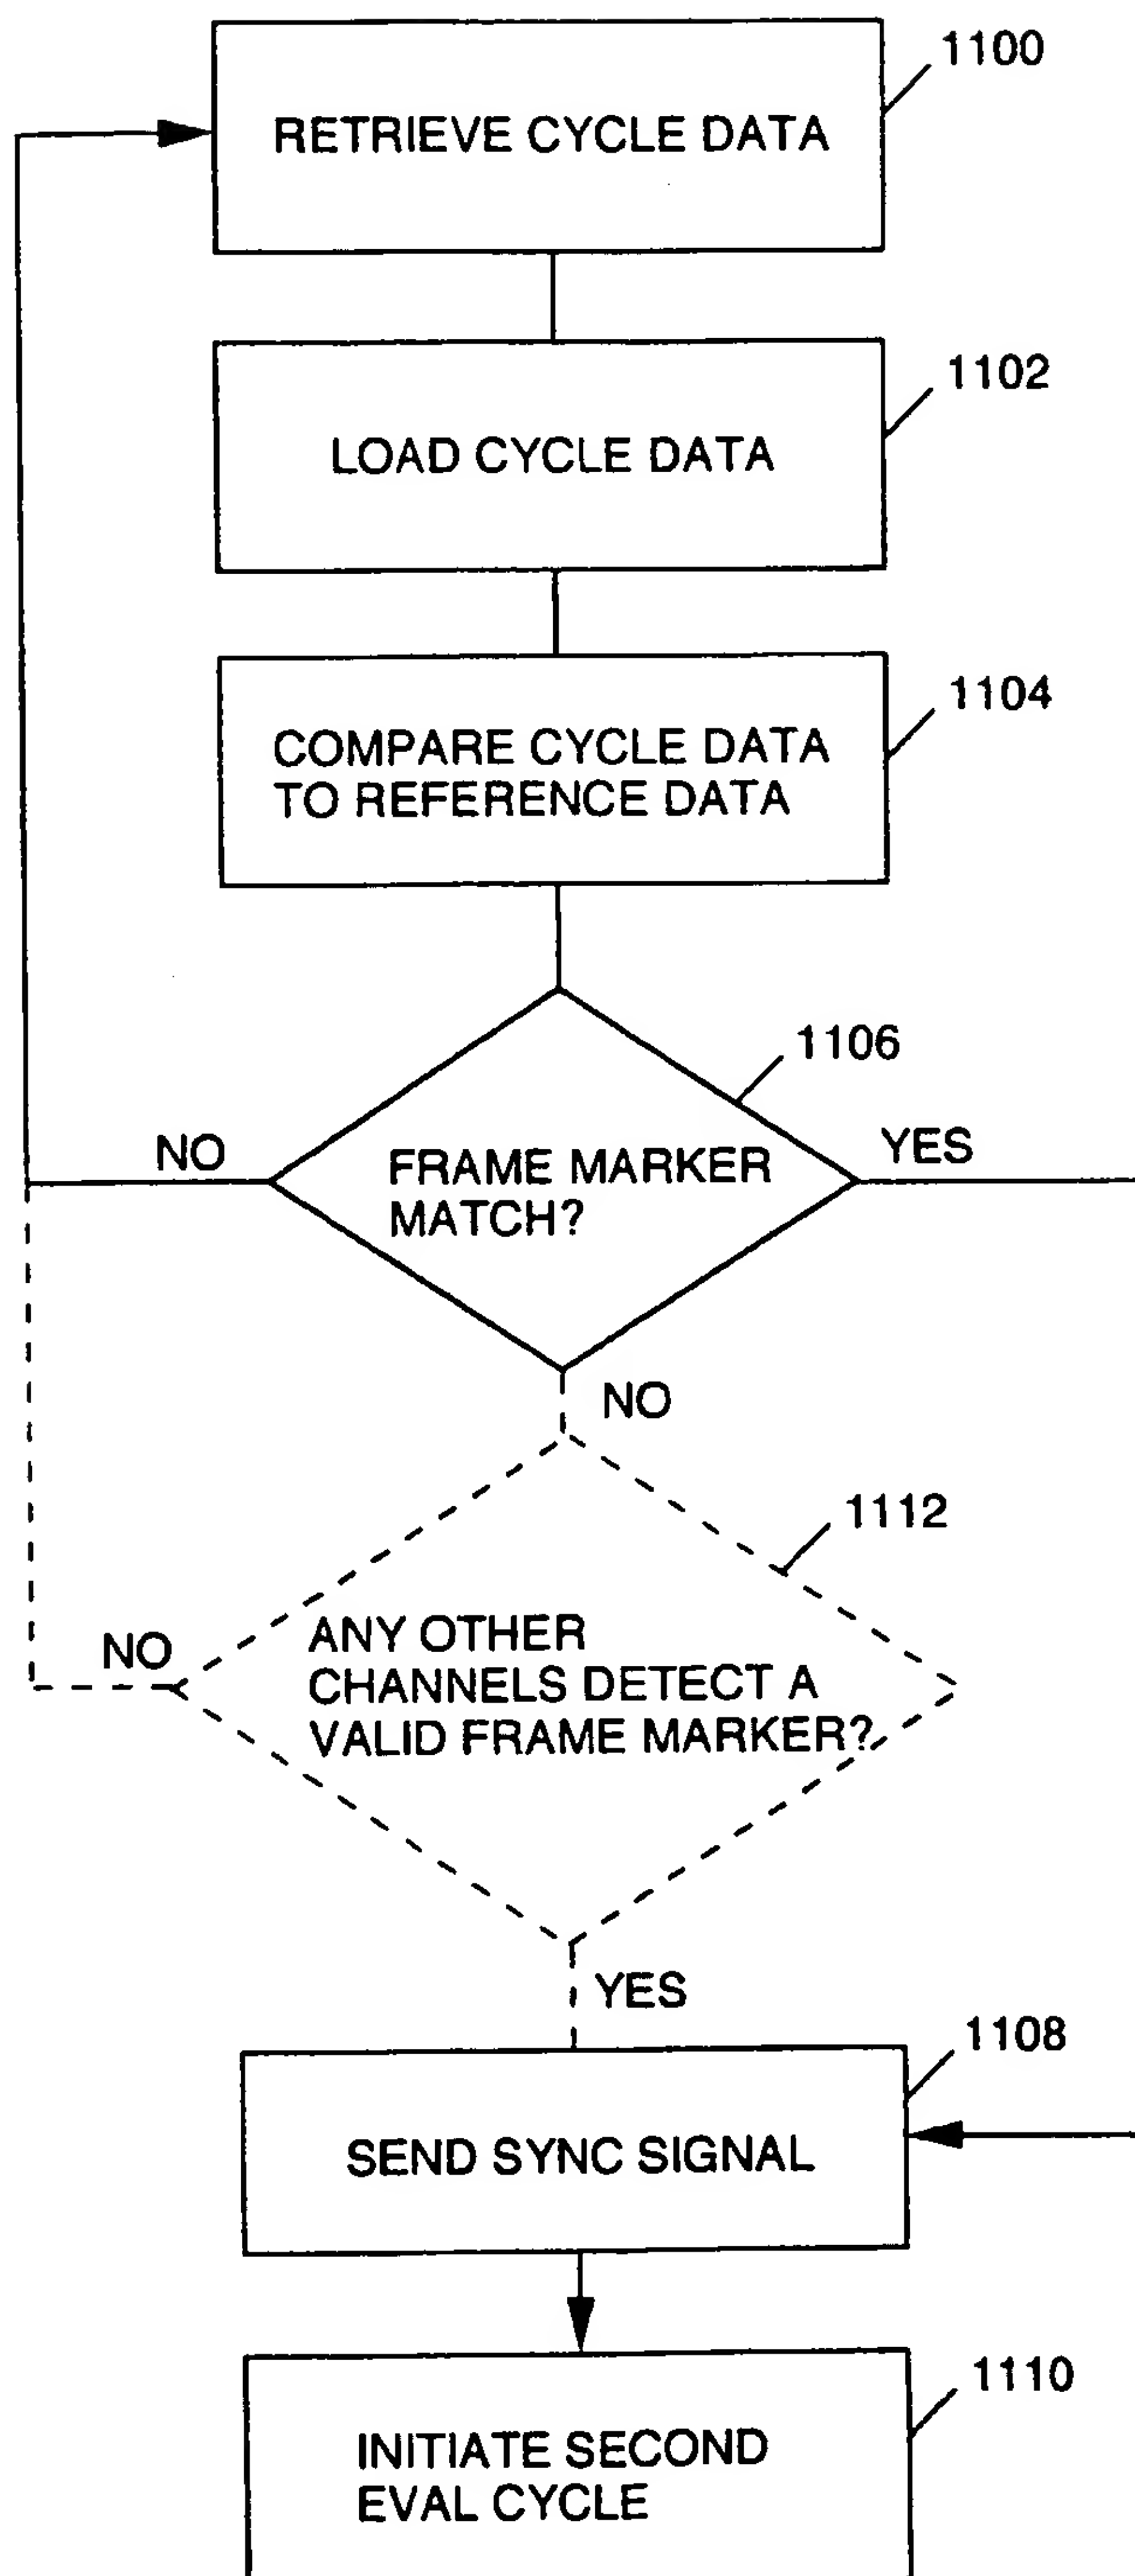 1100
RETRIEVE CYCLE DATA
1102
LOAD CYCLE DATA
1104
COMPARE CYCLE DATA
TO REFERENCE DATA
1106
NO
YES
FRAME MARKER
MATCH?
NO
1112
NO
ANY OTHER
CHANNELS DETECT A
VALID FRAME MARKER?
YES
1108
SEND SYNC SIGNAL
1110
INITIATE SECOND
EVAL CYCLE